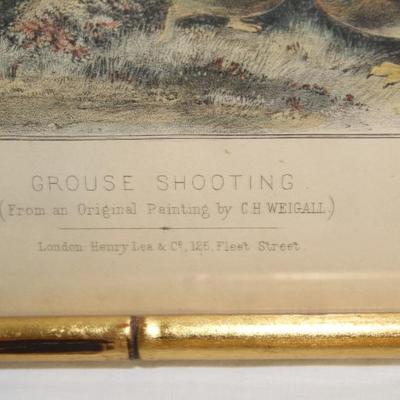 GROUSE SHOOTING.
(From an Original Painting by C.H WEIGALL)
London: Henry Lea & Cº, 125, Fleet Street.